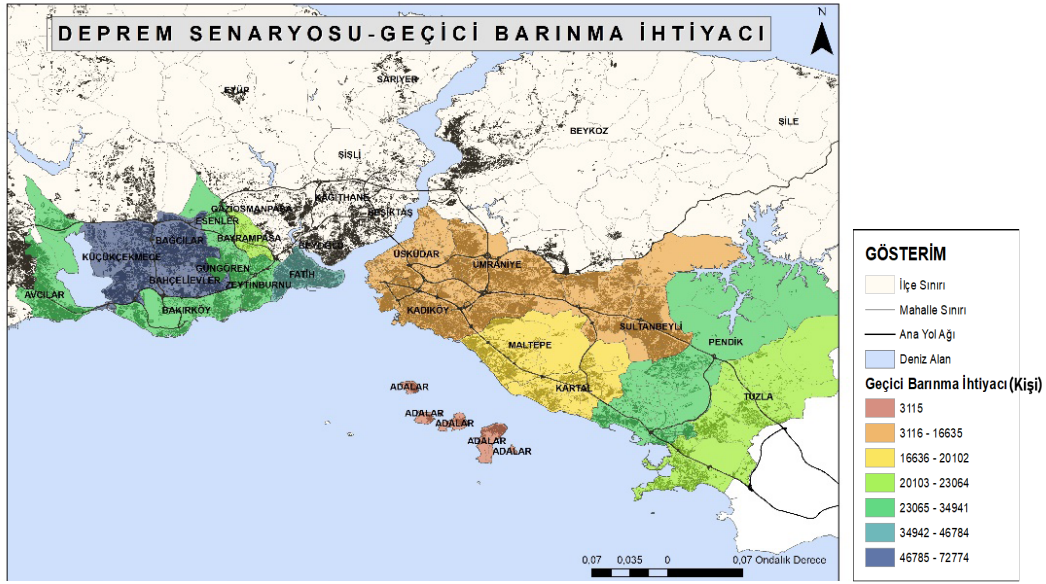 DEPREM SENARYOSU-GEÇİCİ BARINMA İHTİYACI
N
SARIYER
EYÜP
ŞİLE
BEYKOZ
ŞİŞLİ
KAĞITHANE
GAZİOSMANPAŞA
BEŞİKTAŞ
ESENLER
BAYRAMPAŞA
BAĞCILAR
BEYOĞLU
KÜÇÜKÇEKMECE
ÜSKÜDAR
ÜMRANİYE
GÜNGÖREN
FATİH
BAHÇELİEVLER
ZEYTİNBURNU
AVCILAR
BAKIRKÖY
KADIKÖY
SULTANBEYLİ
MALTEPE
PENDİK
KARTAL
ADALAR
TUZLA
ADALAR
ADALAR
ADALAR
ADALAR
0,07 0,035 0 0,07 Ondalık Derece
GÖSTERİM
İlçe Sınırı
Mahalle Sınırı
Ana Yol Ağı
Deniz Alan
Geçici Barınma İhtiyacı (Kişi)
3115
3116 - 16635
16636 - 20102
20103 - 23064
23065 - 34941
34942 - 46784
46785 - 72774